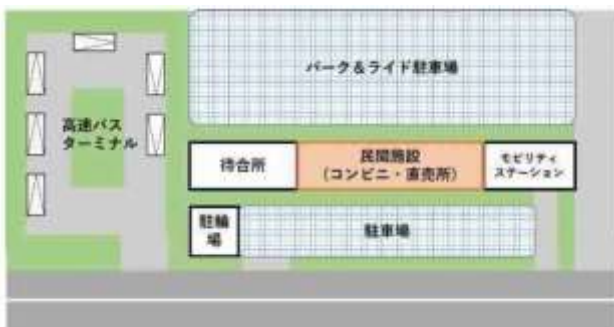 パーク&ライド駐車場
高速バス
ターミナル
待合所
民間施設
(コンビニ・直売所)
モビリティ
ステーション
駐輪
場
駐車場